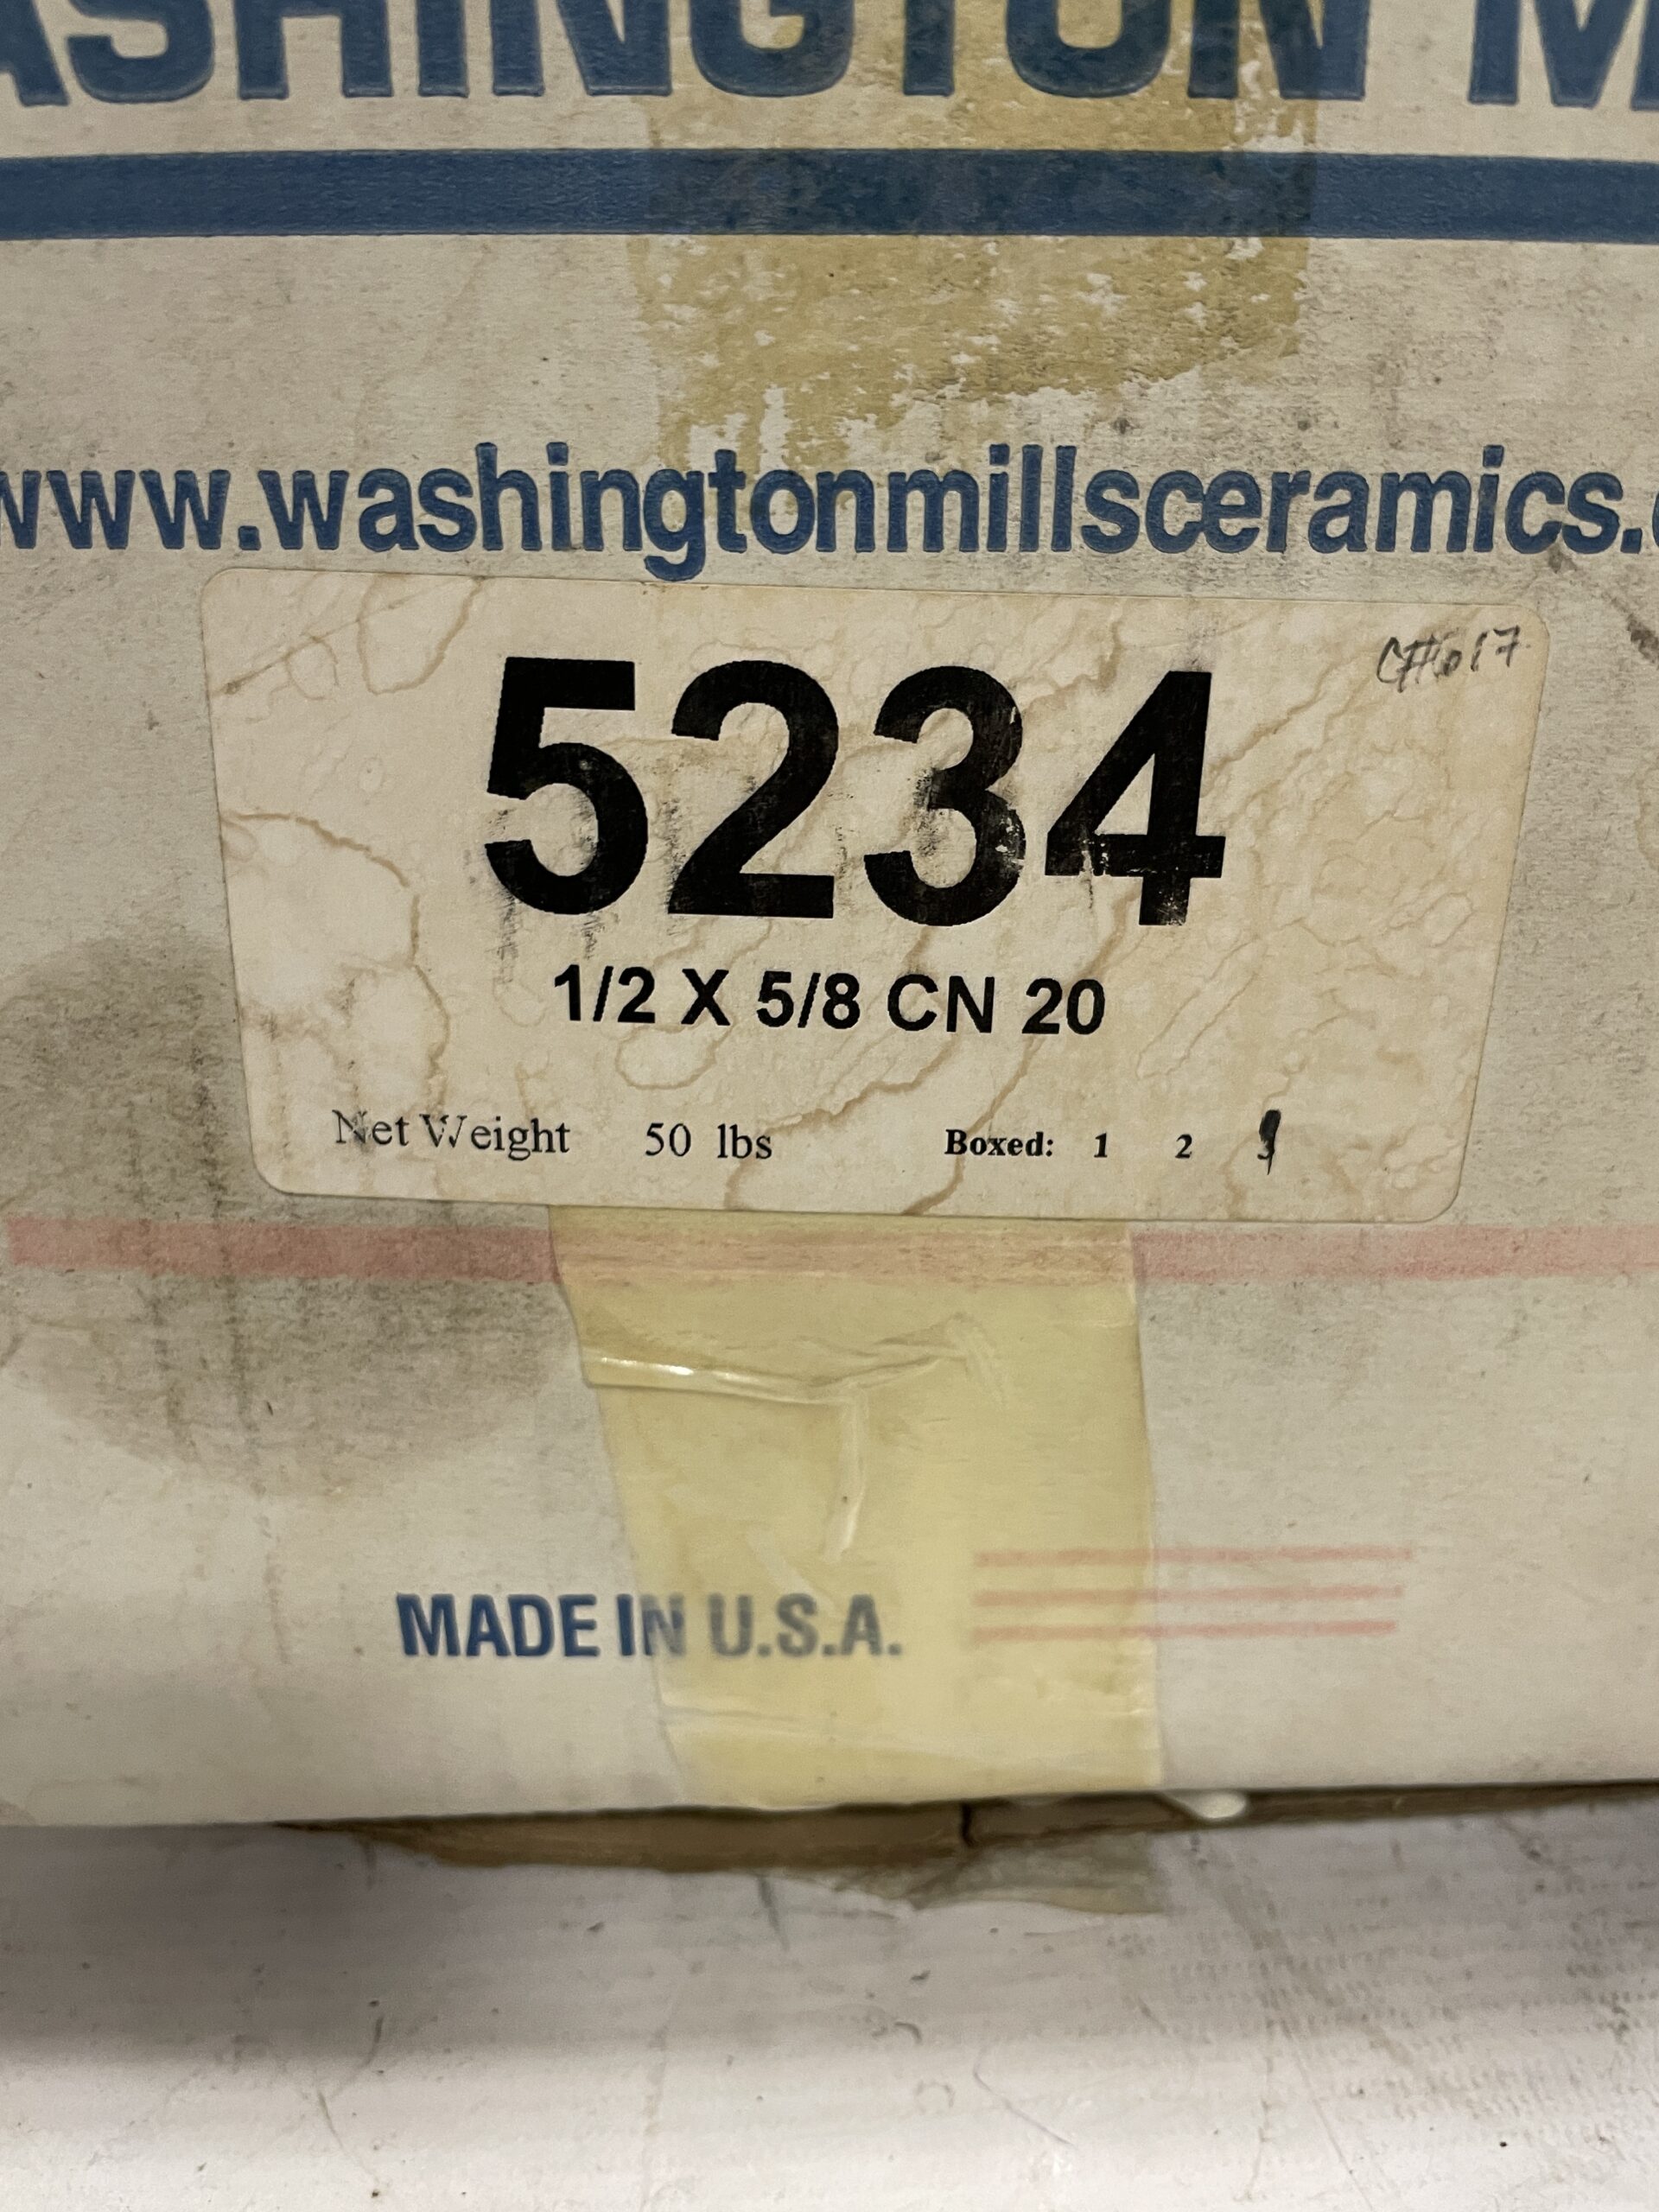 ASHINGTON M
www.washingtonmillsceramics.
C#617
5234
1/2 X 5/8 CN 20
Net Weight 50 lbs Boxed: 1 2
MADE IN U.S.A.